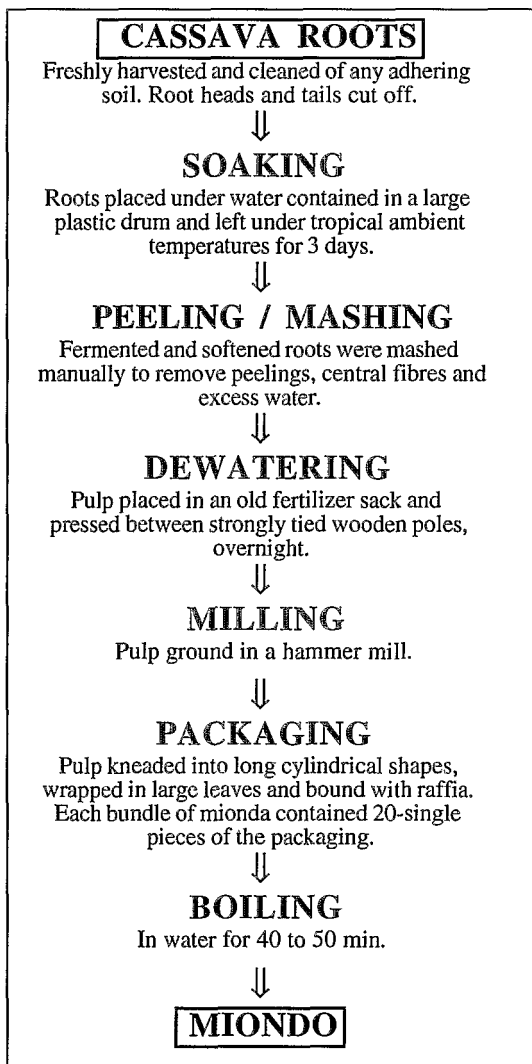 CASSAVA ROOTS
Freshly harvested and cleaned of any adhering
soil. Root heads and tails cut off.
⇓
SOAKING
Roots placed under water contained in a large
plastic drum and left under tropical ambient
temperatures for 3 days.
⇓
PEELING / MASHING
Fermented and softened roots were mashed
manually to remove peelings, central fibres and
excess water.
⇓
DEWATERING
Pulp placed in an old fertilizer sack and
pressed between strongly tied wooden poles,
overnight.
⇓
MILLING
Pulp ground in a hammer mill.
⇓
PACKAGING
Pulp kneaded into long cylindrical shapes,
wrapped in large leaves and bound with raffia.
Each bundle of mionda contained 20-single
pieces of the packaging.
⇓
BOILING
In water for 40 to 50 min.
⇓
MIONDO